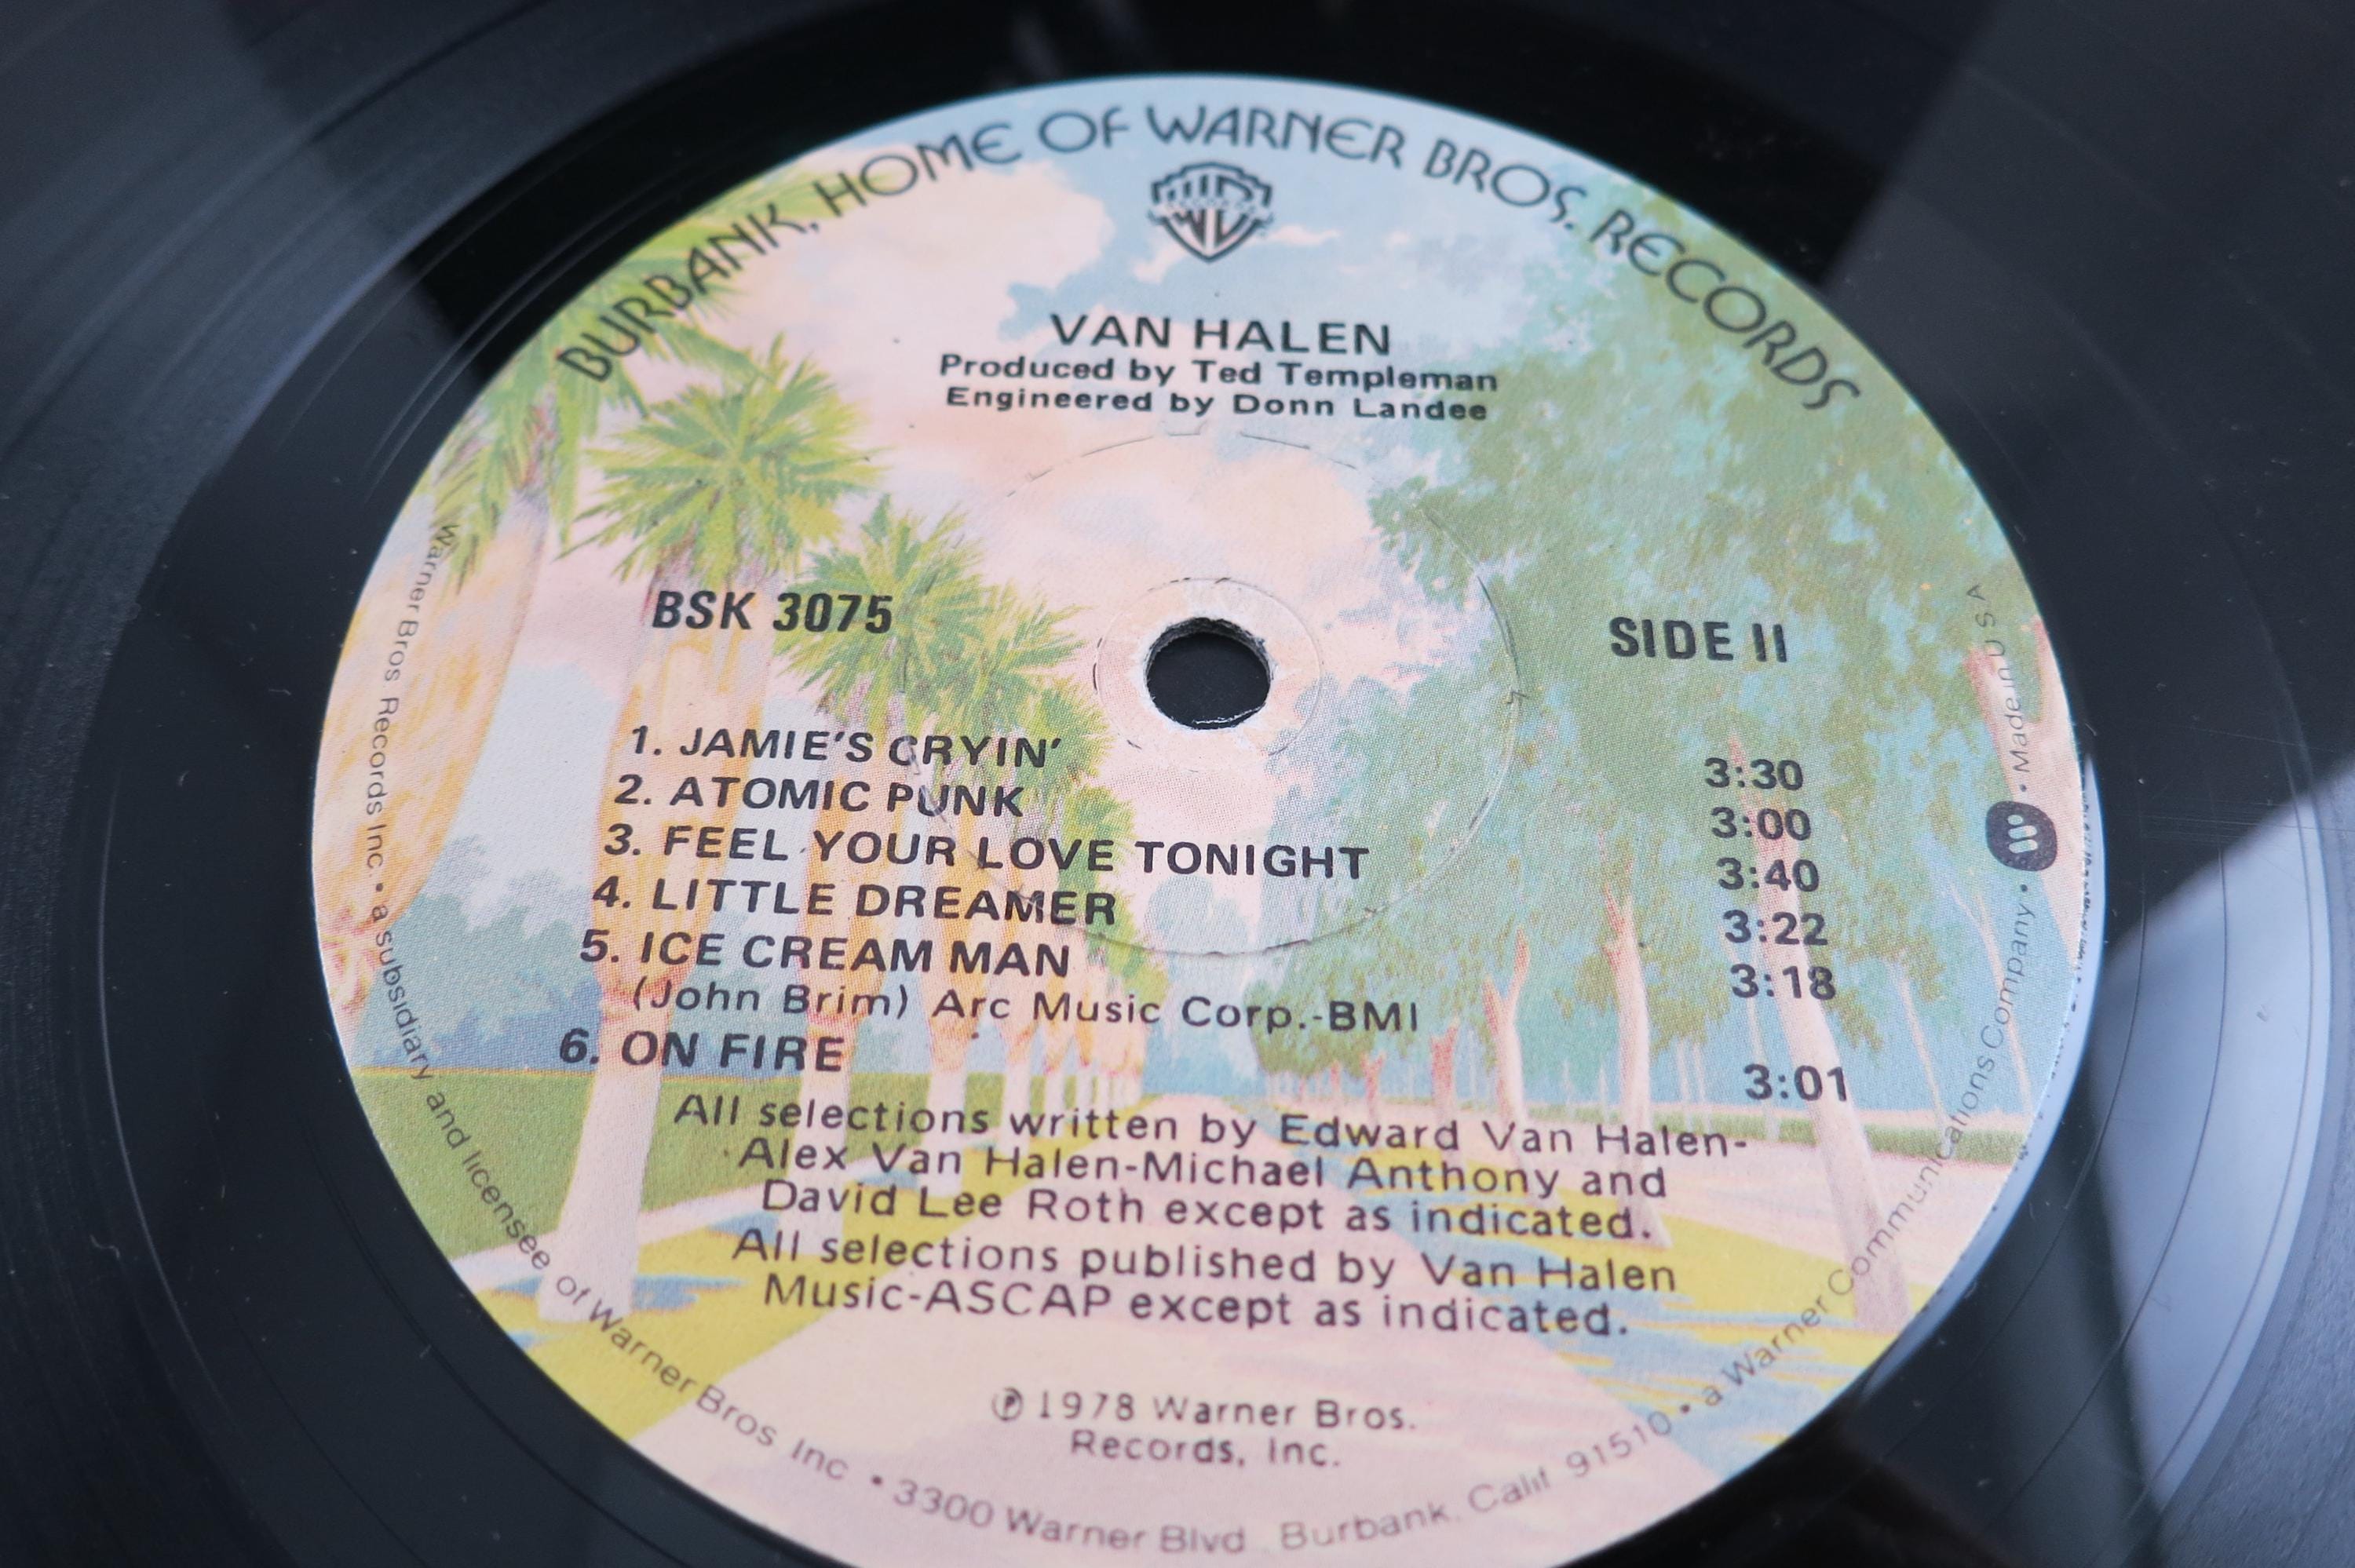 BURBANK, HOME OF WARNER BROS. RECORDS
VAN HALEN
Produced by Ted Templeman
Engineered by Donn Landee
BSK 3075
SIDE II
1. JAMIE'S CRYIN' 3:30
2. ATOMIC PUNK 3:00
3. FEEL YOUR LOVE TONIGHT 3:40
4. LITTLE DREAMER 3:22
5. ICE CREAM MAN 3:18
(John Brim) Arc Music Corp.-BMI
6. ON FIRE 3:01
All selections written by Edward Van Halen-
Alex Van Halen-Michael Anthony and
David Lee Roth except as indicated.
All selections published by Van Halen
Music-ASCAP except as indicated.
℗ 1978 Warner Bros.
Records, Inc.
Warner Bros. Records Inc. • a subsidiary and licensee of Warner Bros Inc • 3300 Warner Blvd. Burbank, Calif. 91510 • a Warner Communications Company • W • Made in U S A